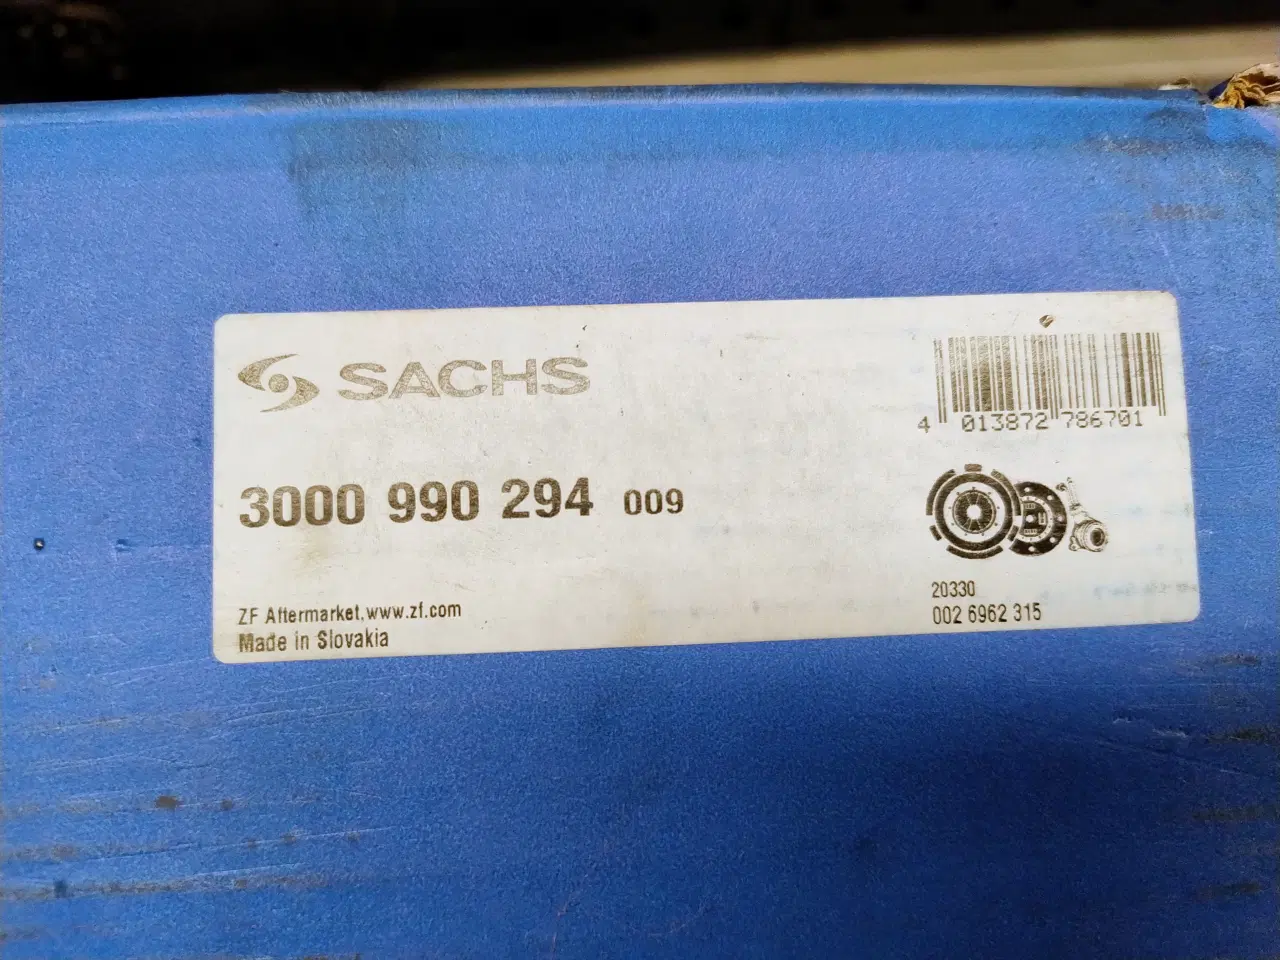 SACHS
4 013872 786701
3000 990 294 009
20330
002 6962 315
ZF Aftermarket, www.zf.com
Made in Slovakia